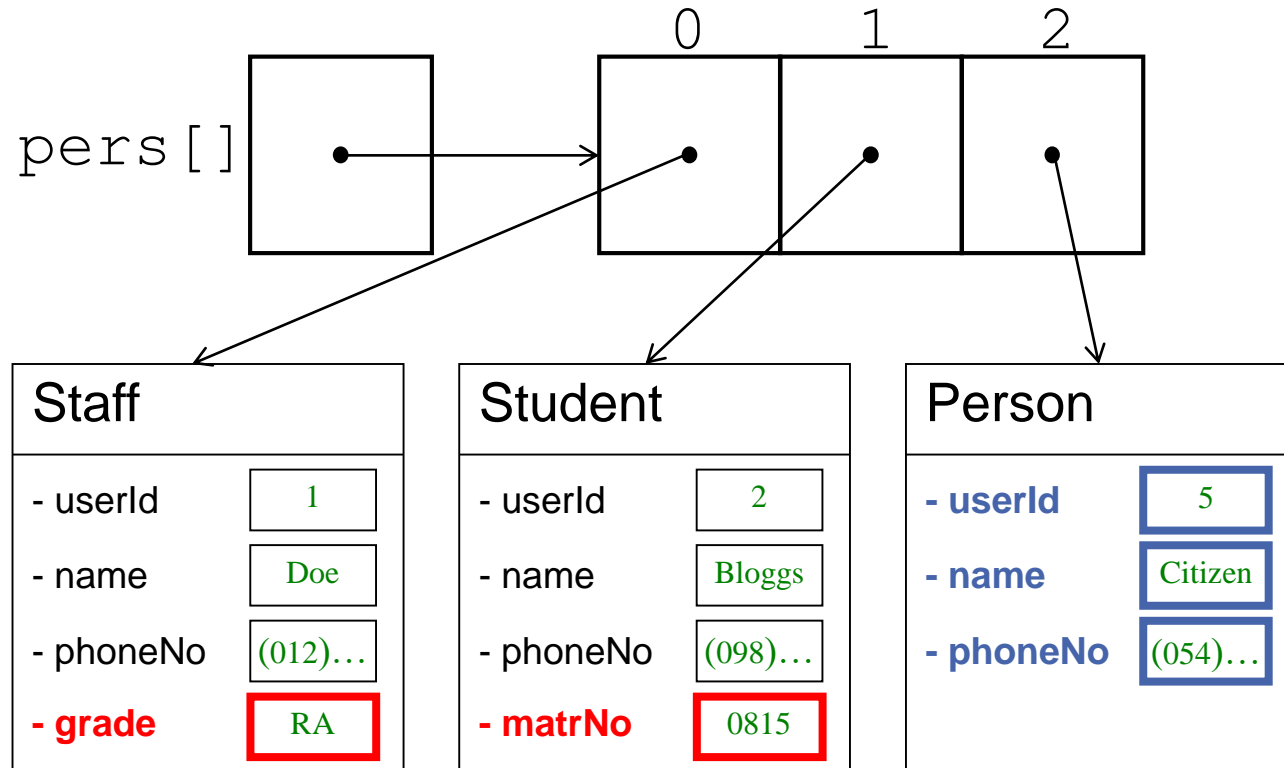 0 1 2
pers[]
Staff
- userId 1
- name Doe
- phoneNo (012)…
- grade RA
Student
- userId 2
- name Bloggs
- phoneNo (098)…
- matrNo 0815
Person
- userId 5
- name Citizen
- phoneNo (054)…